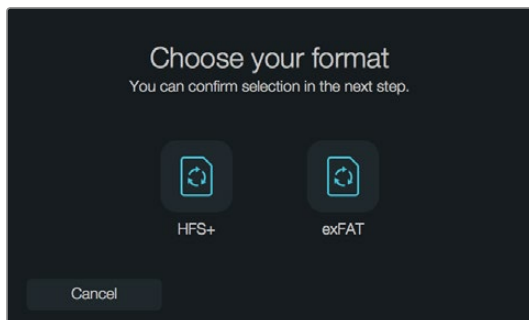 Choose your format
You can confirm selection in the next step.
HFS+ exFAT
Cancel